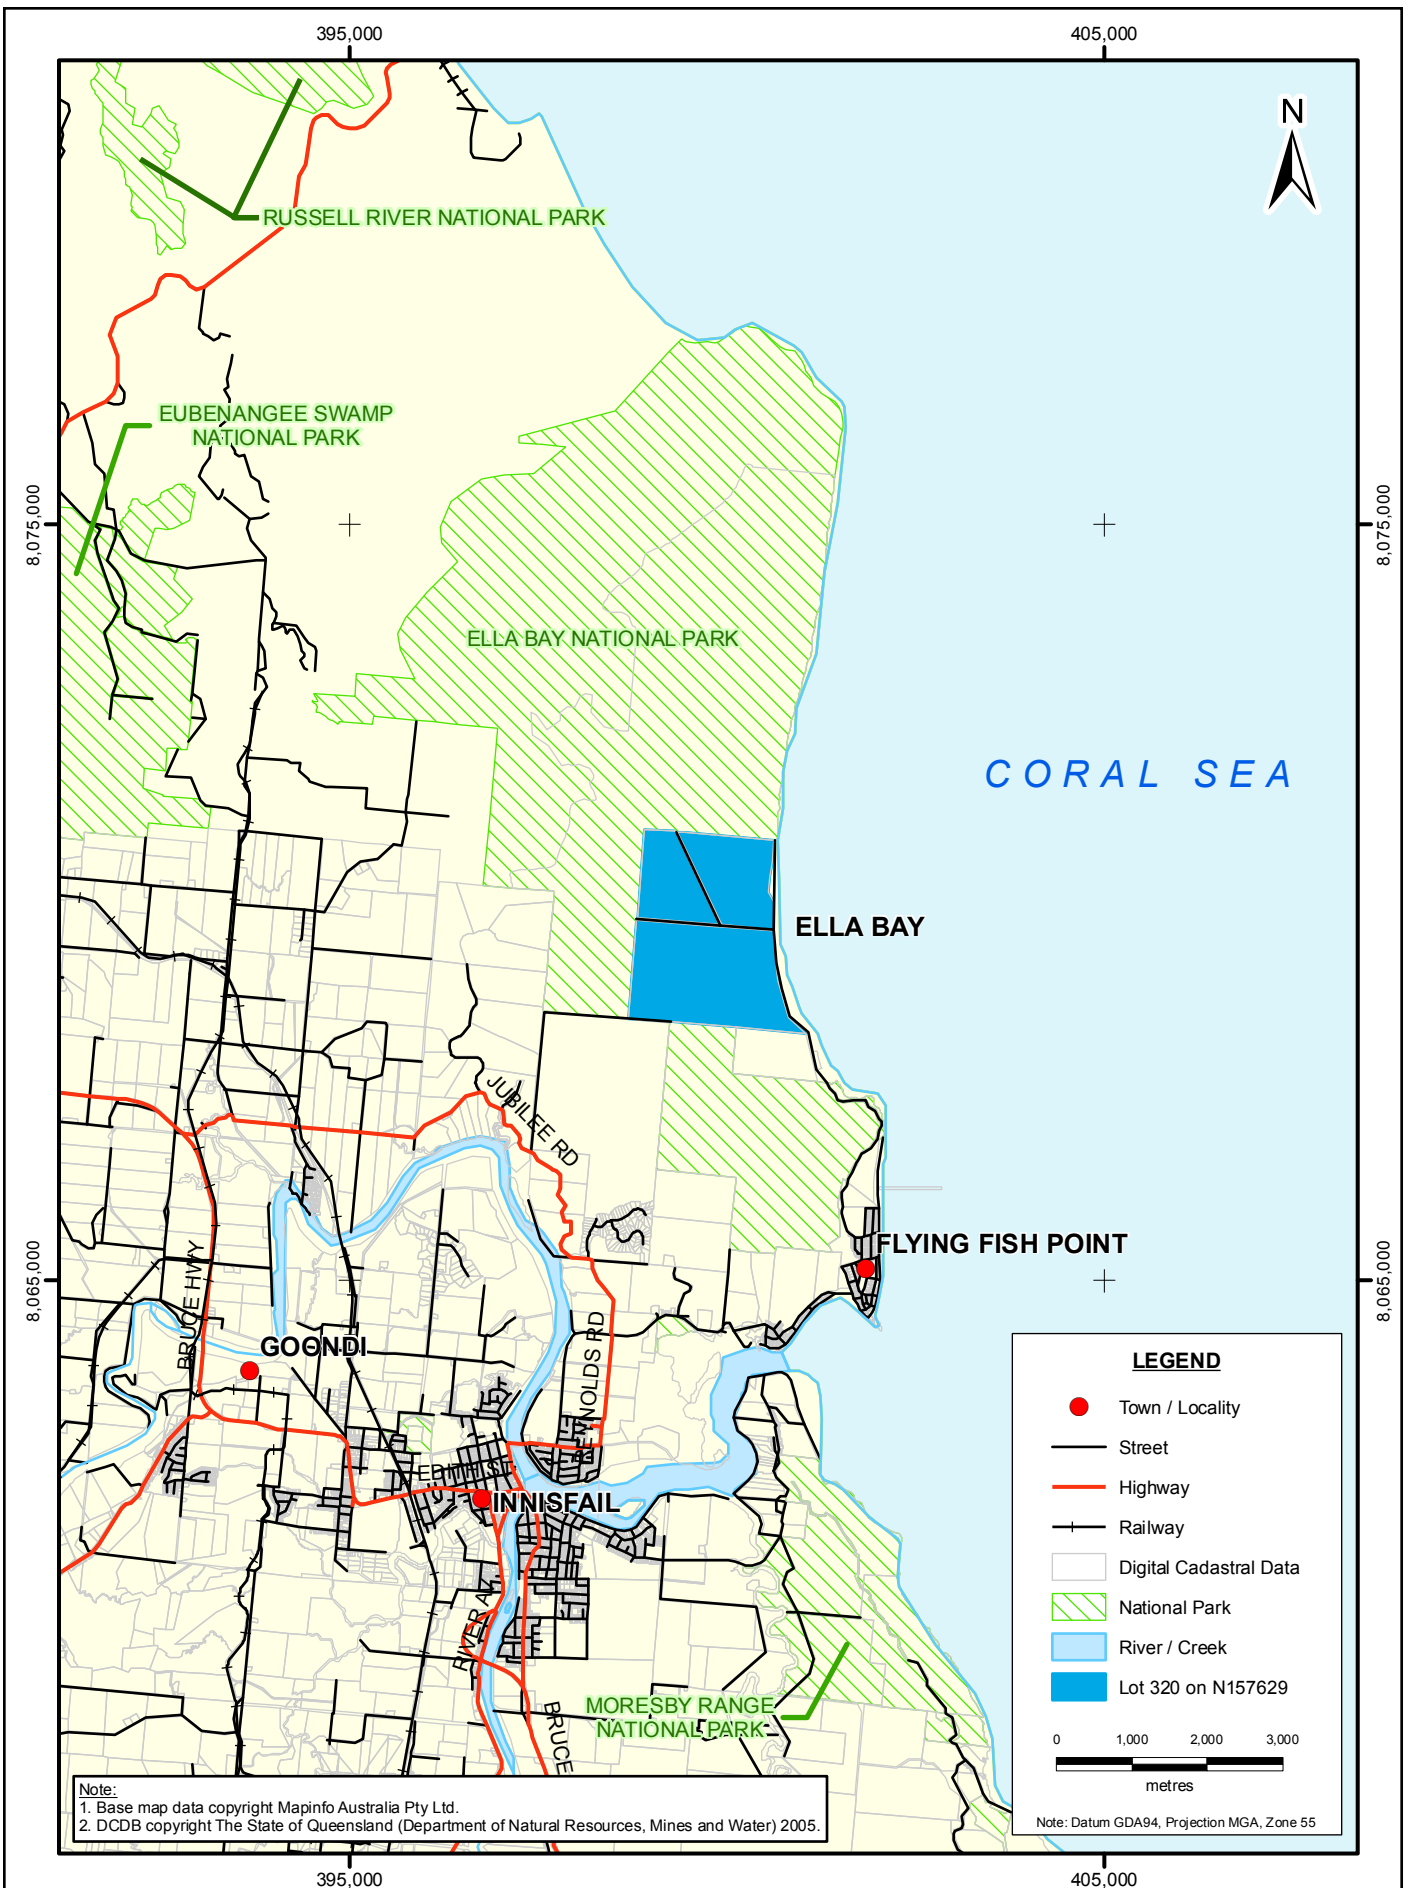 395,000
405,000
N
RUSSELL RIVER NATIONAL PARK
EUBENANGEE SWAMP
NATIONAL PARK
8,075,000
8,075,000
ELLA BAY NATIONAL PARK
CORAL SEA
ELLA BAY
JUBILEE RD
FLYING FISH POINT
8,065,000
8,065,000
BRUCE HWY
GOONDI
REYNOLDS RD
EDITH ST
INNISFAIL
RIVER AV
MORESBY RANGE
NATIONAL PARK
BRUCE
LEGEND
Town / Locality
Street
Highway
Railway
Digital Cadastral Data
National Park
River / Creek
Lot 320 on N157629
0 1,000 2,000 3,000
metres
Note: Datum GDA94, Projection MGA, Zone 55
Note:
1. Base map data copyright Mapinfo Australia Pty Ltd.
2. DCDB copyright The State of Queensland (Department of Natural Resources, Mines and Water) 2005.
395,000
405,000